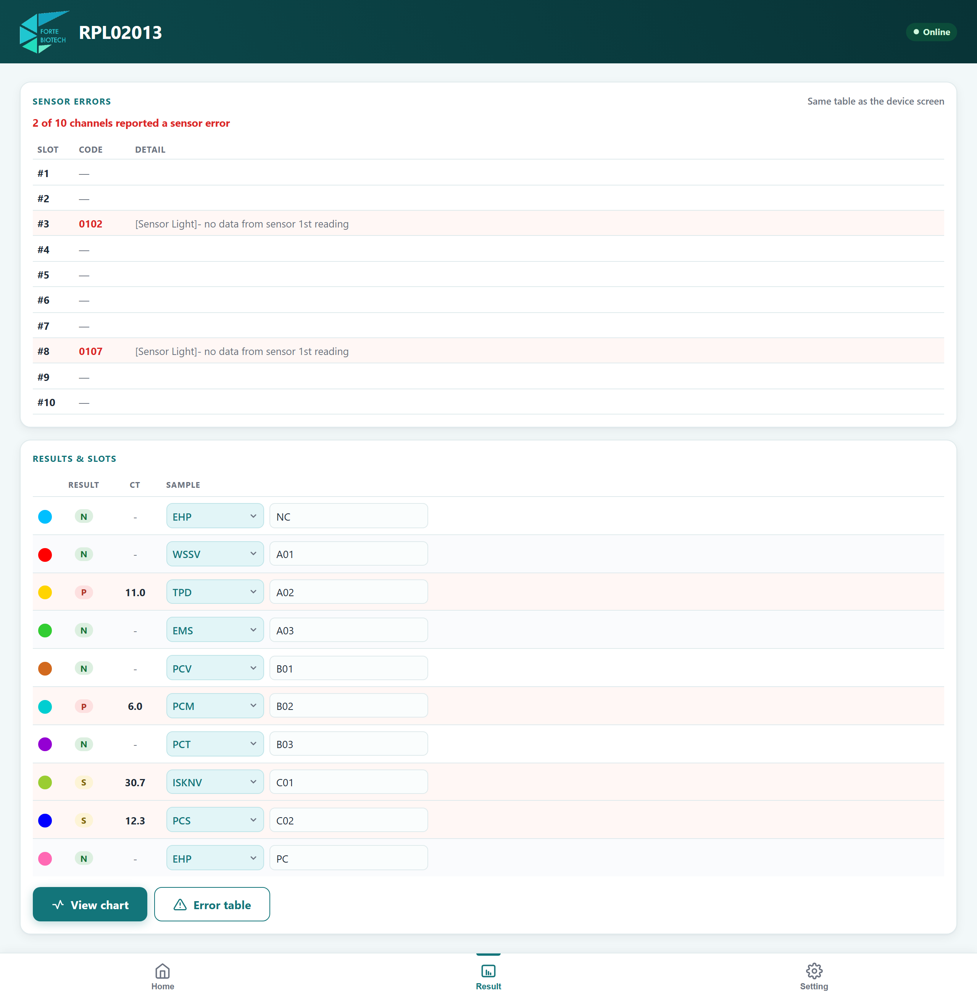 FORTE
BIOTECH
RPL02013
Online
SENSOR ERRORS
Same table as the device screen
2 of 10 channels reported a sensor error
SLOT CODE DETAIL
#1 —
#2 —
#3 0102 [Sensor Light]- no data from sensor 1st reading
#4 —
#5 —
#6 —
#7 —
#8 0107 [Sensor Light]- no data from sensor 1st reading
#9 —
#10 —
RESULTS & SLOTS
RESULT CT SAMPLE
N - EHP NC
N - WSSV A01
P 11.0 TPD A02
N - EMS A03
N - PCV B01
P 6.0 PCM B02
N - PCT B03
S 30.7 ISKNV C01
S 12.3 PCS C02
N - EHP PC
View chart
Error table
Home
Result
Setting